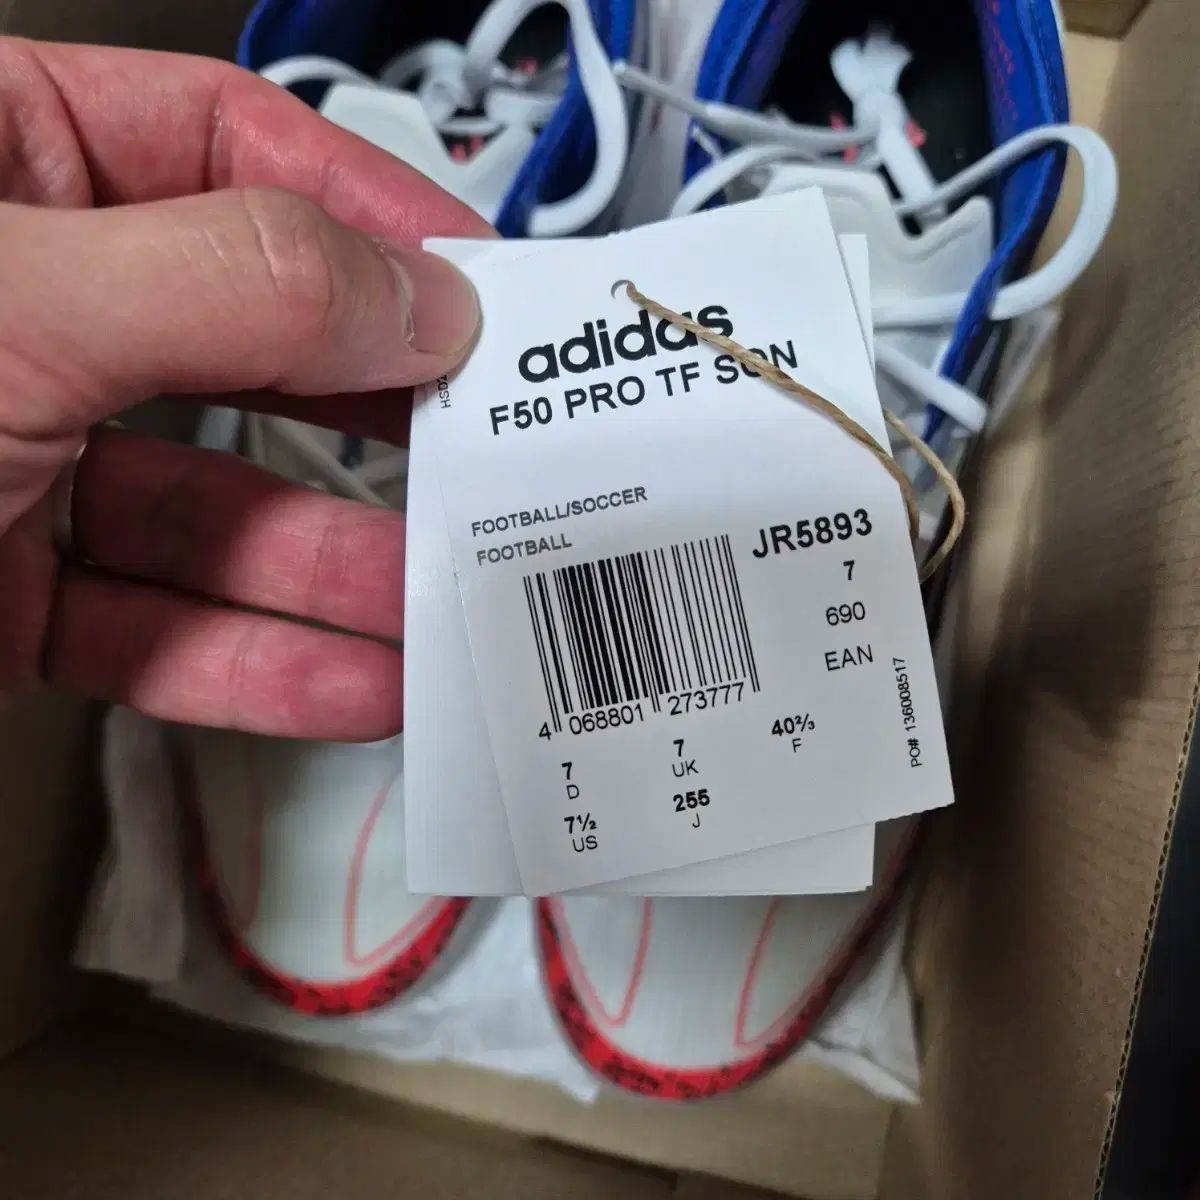 adidas
F50 PRO TF SON
FOOTBALL/SOCCER
FOOTBALL
JR5893
7
690
EAN
4 068801 273777
PO# 136008517
7
D
7
UK
40⅔
F
7½
US
255
J